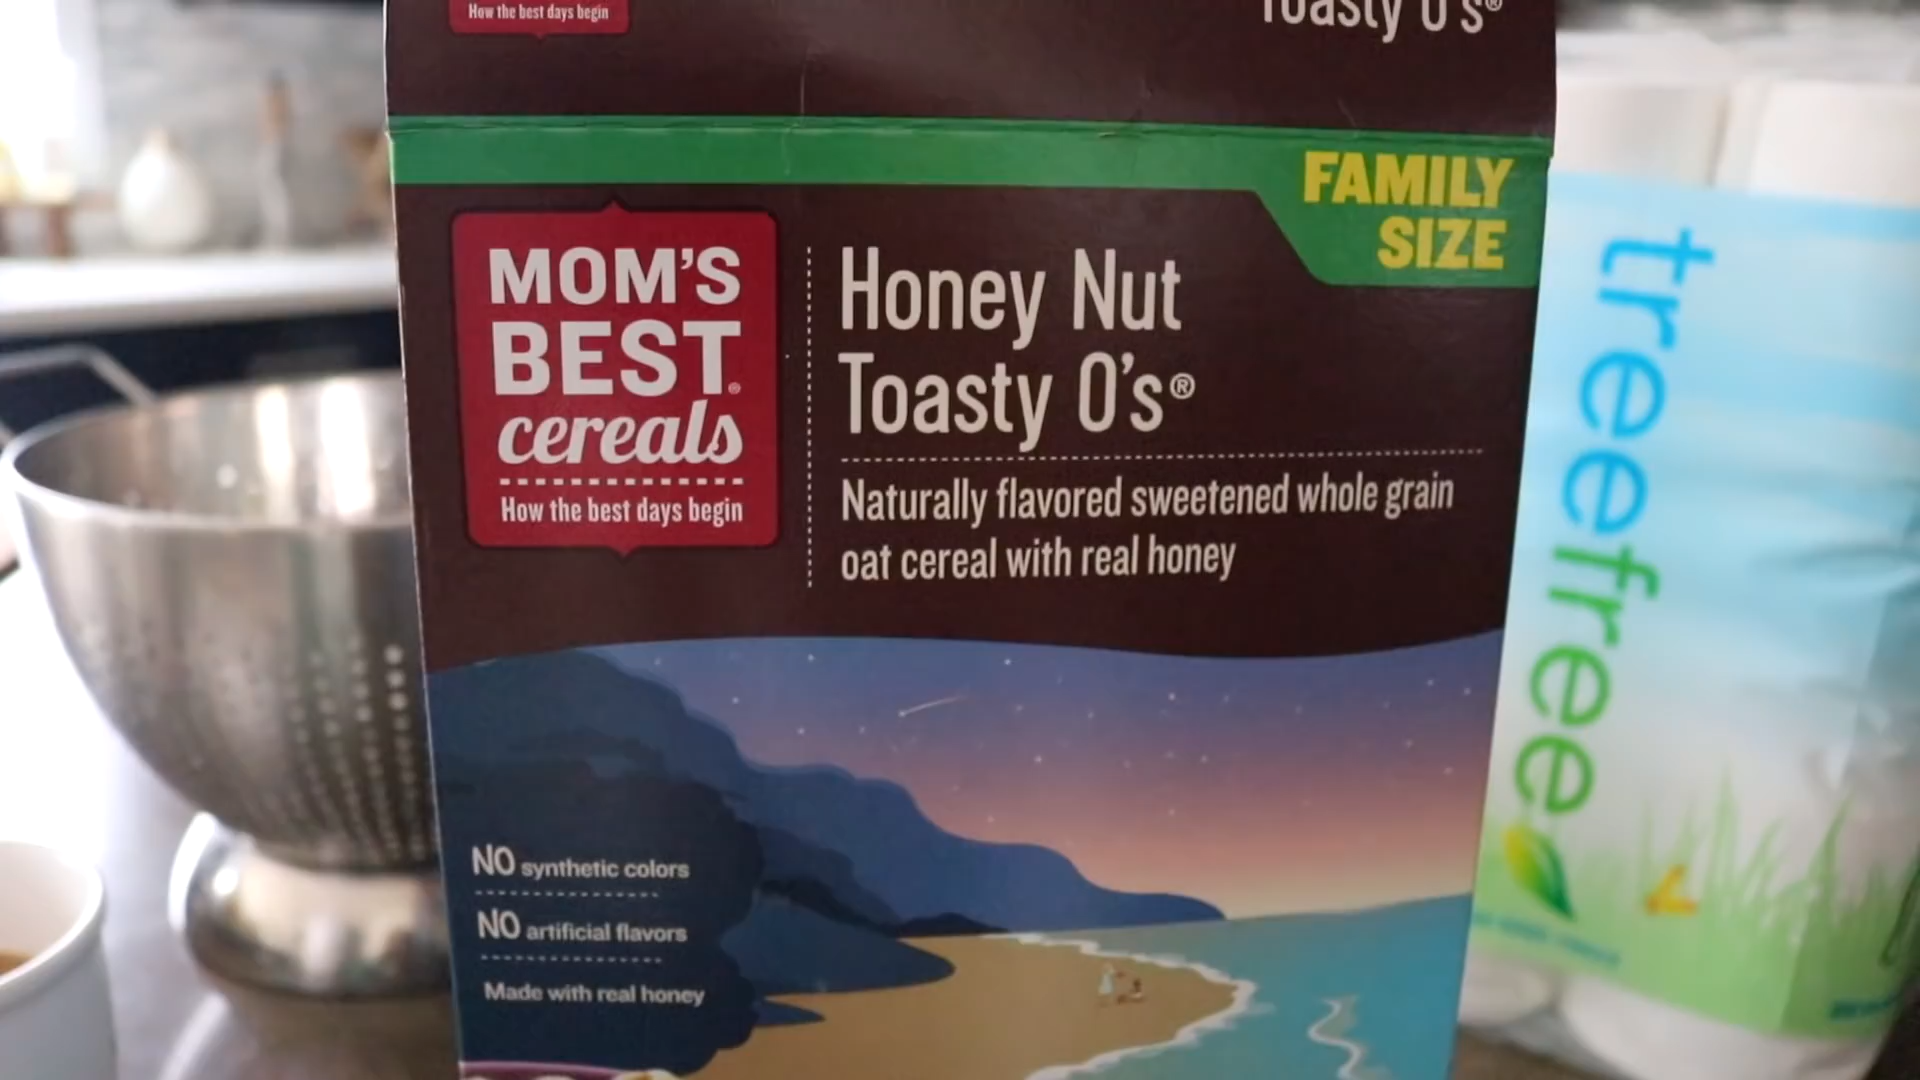 How the best days begin
Toasty O's®
FAMILY
SIZE
MOM'S
BEST®
cereals
How the best days begin
Honey Nut
Toasty O's®
Naturally flavored sweetened whole grain
oat cereal with real honey
NO synthetic colors
NO artificial flavors
Made with real honey
treefree